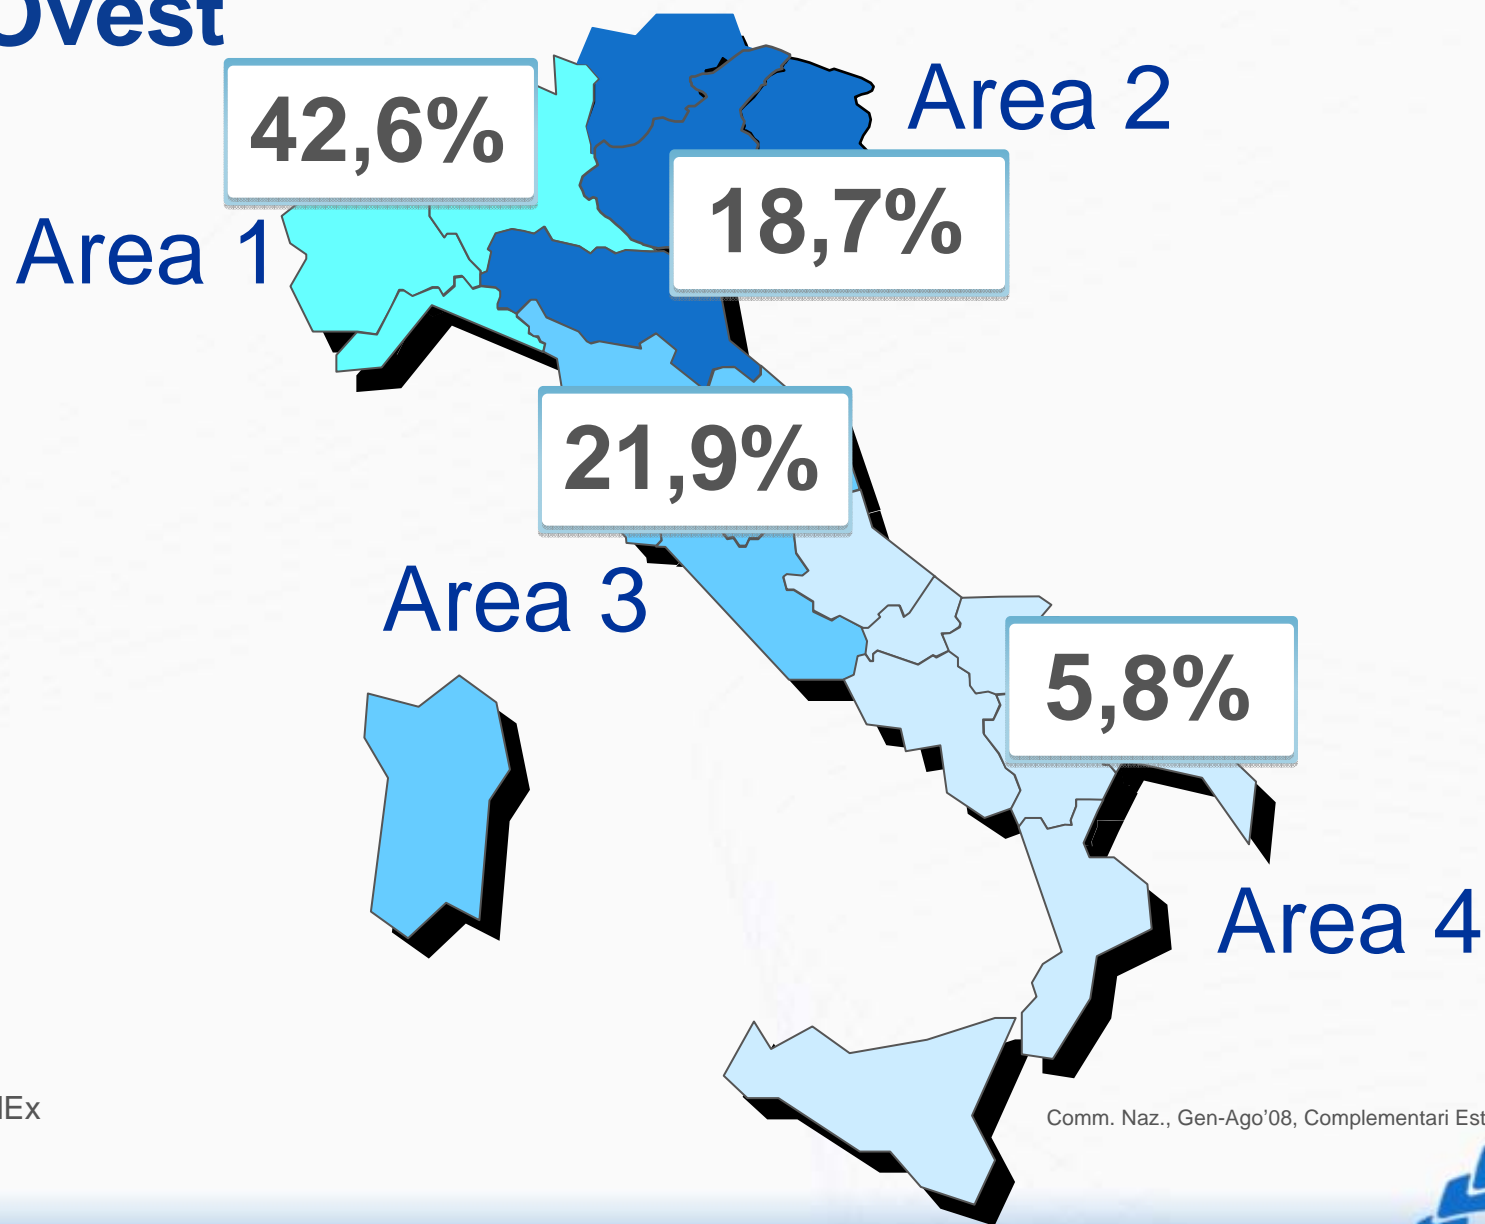 Ovest
42,6%
Area 2
18,7%
Area 1
21,9%
Area 3
5,8%
Area 4
Comm. Naz., Gen-Ago’08, Complementari Est